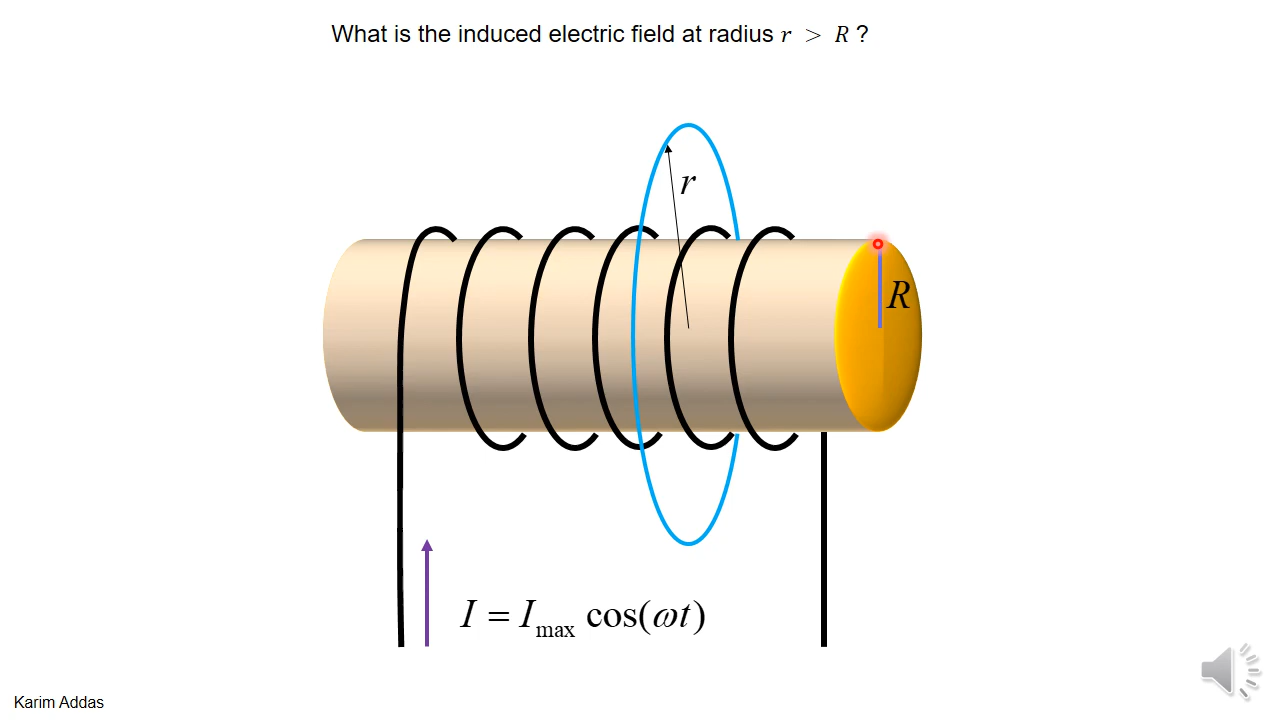 What is the induced electric field at radius r > R ?
r
R
I = I_max cos(ωt)
Karim Addas